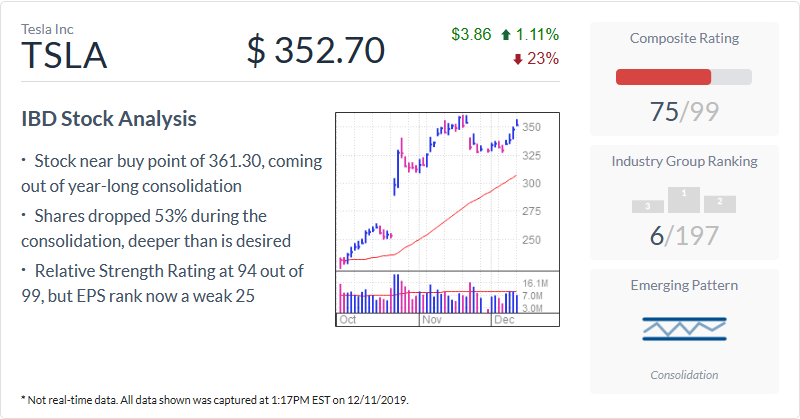 Tesla Inc
TSLA
$ 352.70
$3.86 1.11%
23%
IBD Stock Analysis
· Stock near buy point of 361.30, coming
out of year-long consolidation
· Shares dropped 53% during the
consolidation, deeper than is desired
· Relative Strength Rating at 94 out of
99, but EPS rank now a weak 25
350
325
300
275
250
16.1M
7.0M
3.0M
Oct Nov Dec
Composite Rating
75/99
Industry Group Ranking
3 1 2
6/197
Emerging Pattern
Consolidation
* Not real-time data. All data shown was captured at 1:17PM EST on 12/11/2019.